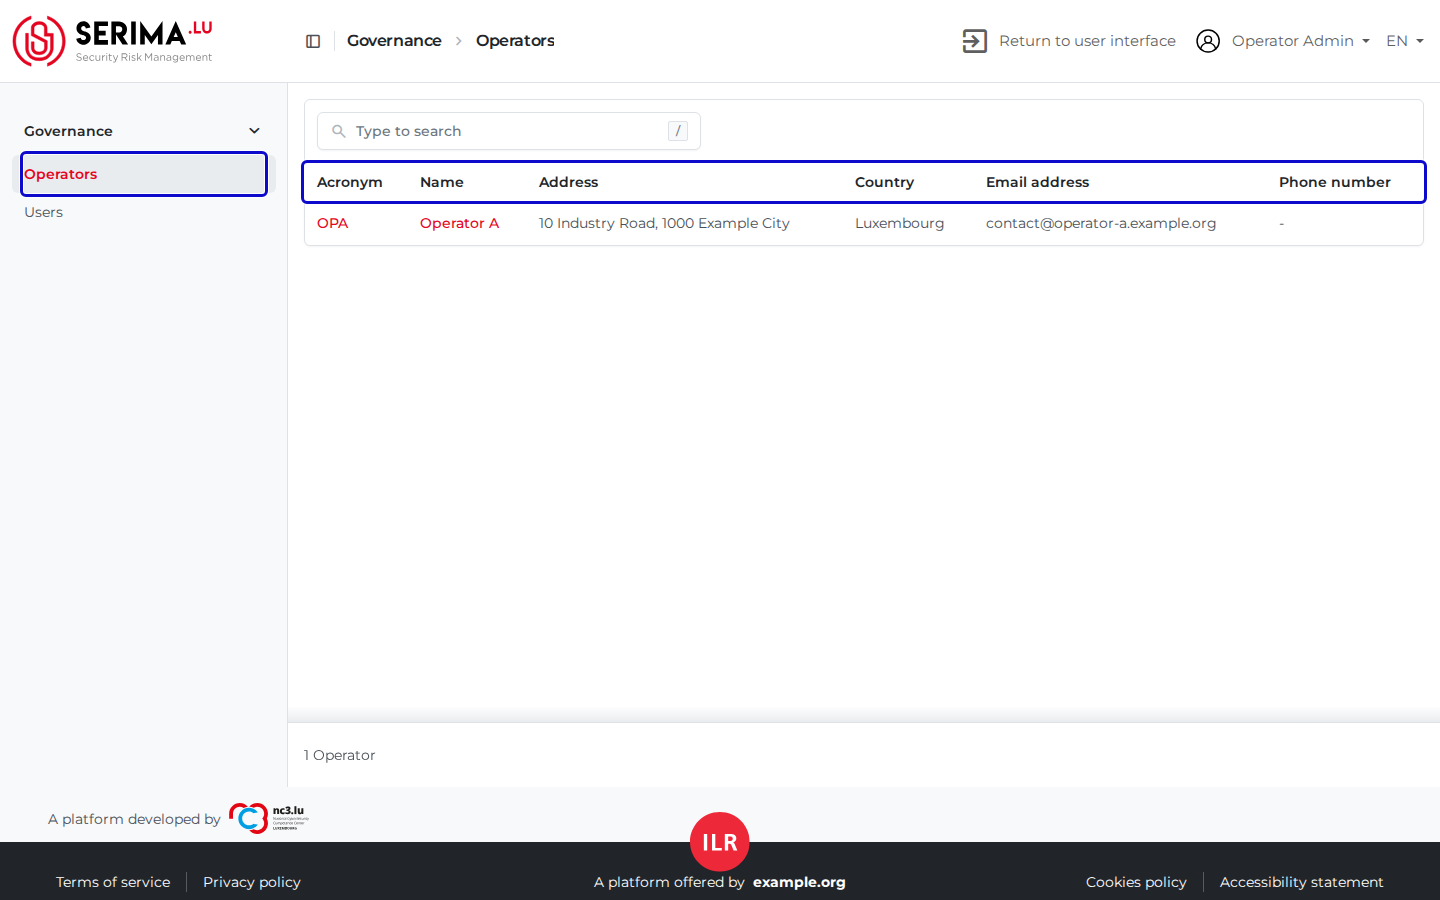 SERIMA.LU
Security Risk Management
Governance > Operators
Return to user interface
Operator Admin
EN
Governance
Operators
Users
Type to search /
Acronym Name Address Country Email address Phone number
OPA Operator A 10 Industry Road, 1000 Example City Luxembourg contact@operator-a.example.org -
1 Operator
A platform developed by
nc3.lu
LUXEMBOURG
ILR
Terms of service Privacy policy
A platform offered by example.org
Cookies policy Accessibility statement